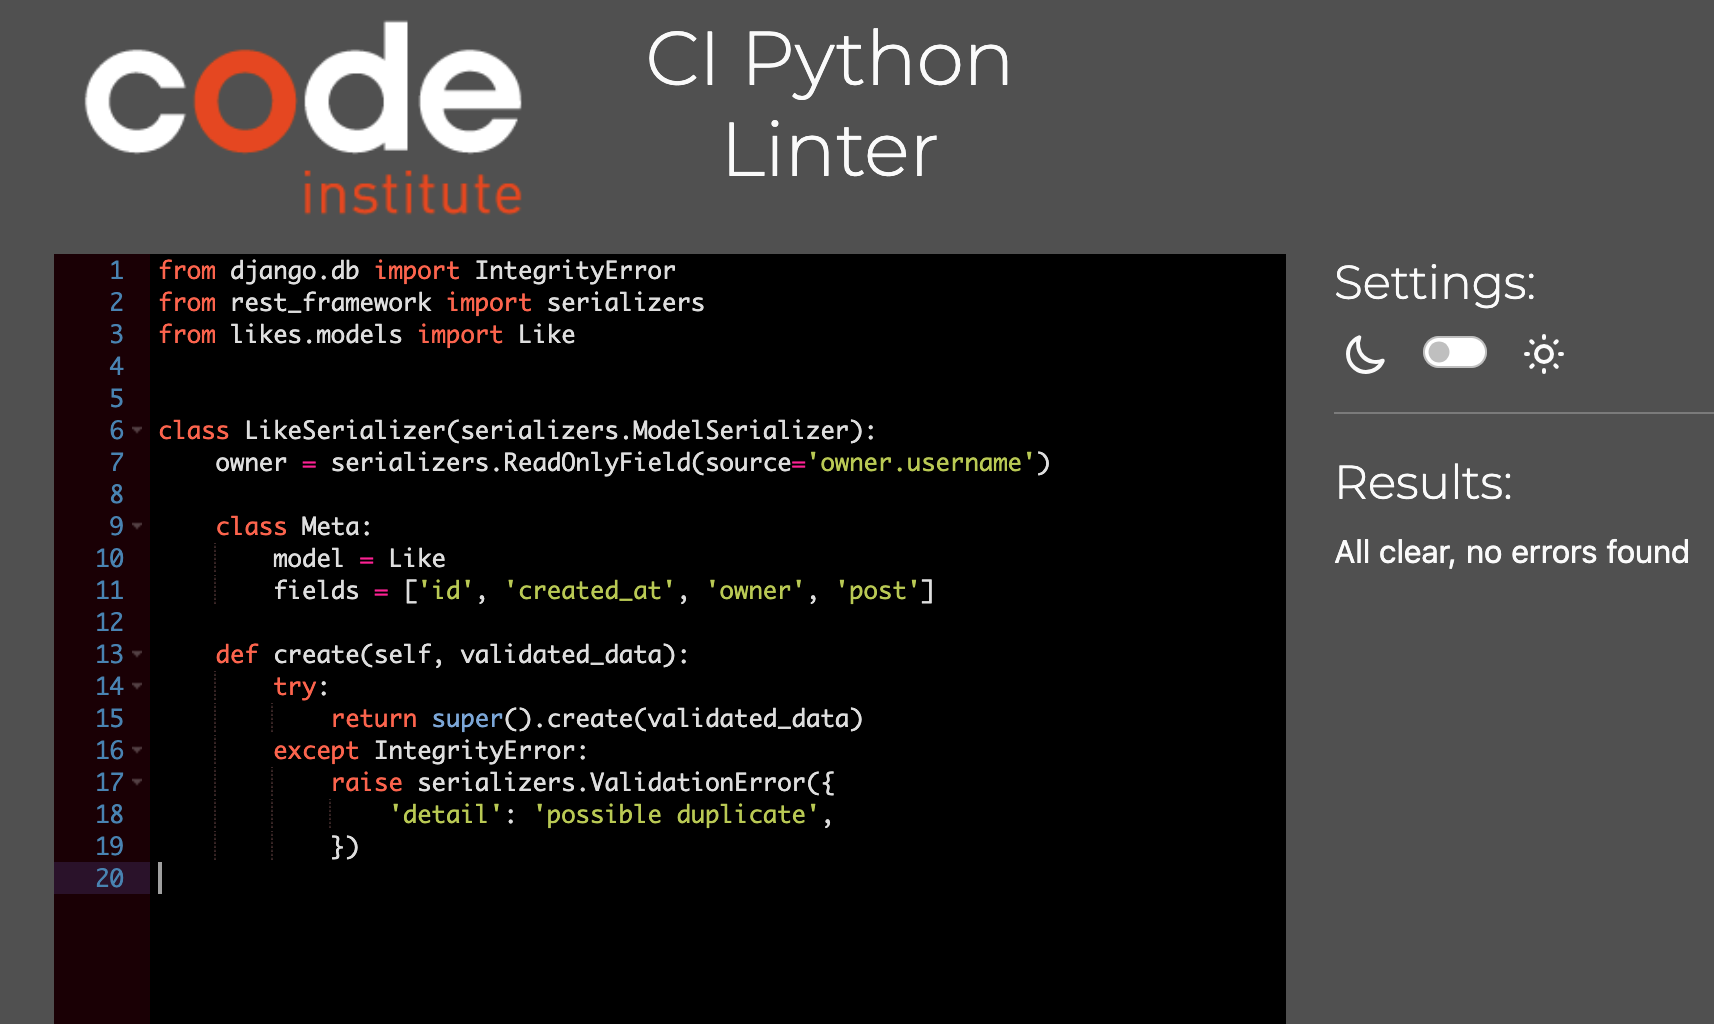 code
institute
CI Python
Linter
1 from django.db import IntegrityError
2 from rest_framework import serializers
3 from likes.models import Like
4
5
6 class LikeSerializer(serializers.ModelSerializer):
7     owner = serializers.ReadOnlyField(source='owner.username')
8
9     class Meta:
10         model = Like
11         fields = ['id', 'created_at', 'owner', 'post']
12
13     def create(self, validated_data):
14         try:
15             return super().create(validated_data)
16         except IntegrityError:
17             raise serializers.ValidationError({
18                 'detail': 'possible duplicate',
19             })
20
Settings:
Results:
All clear, no errors found